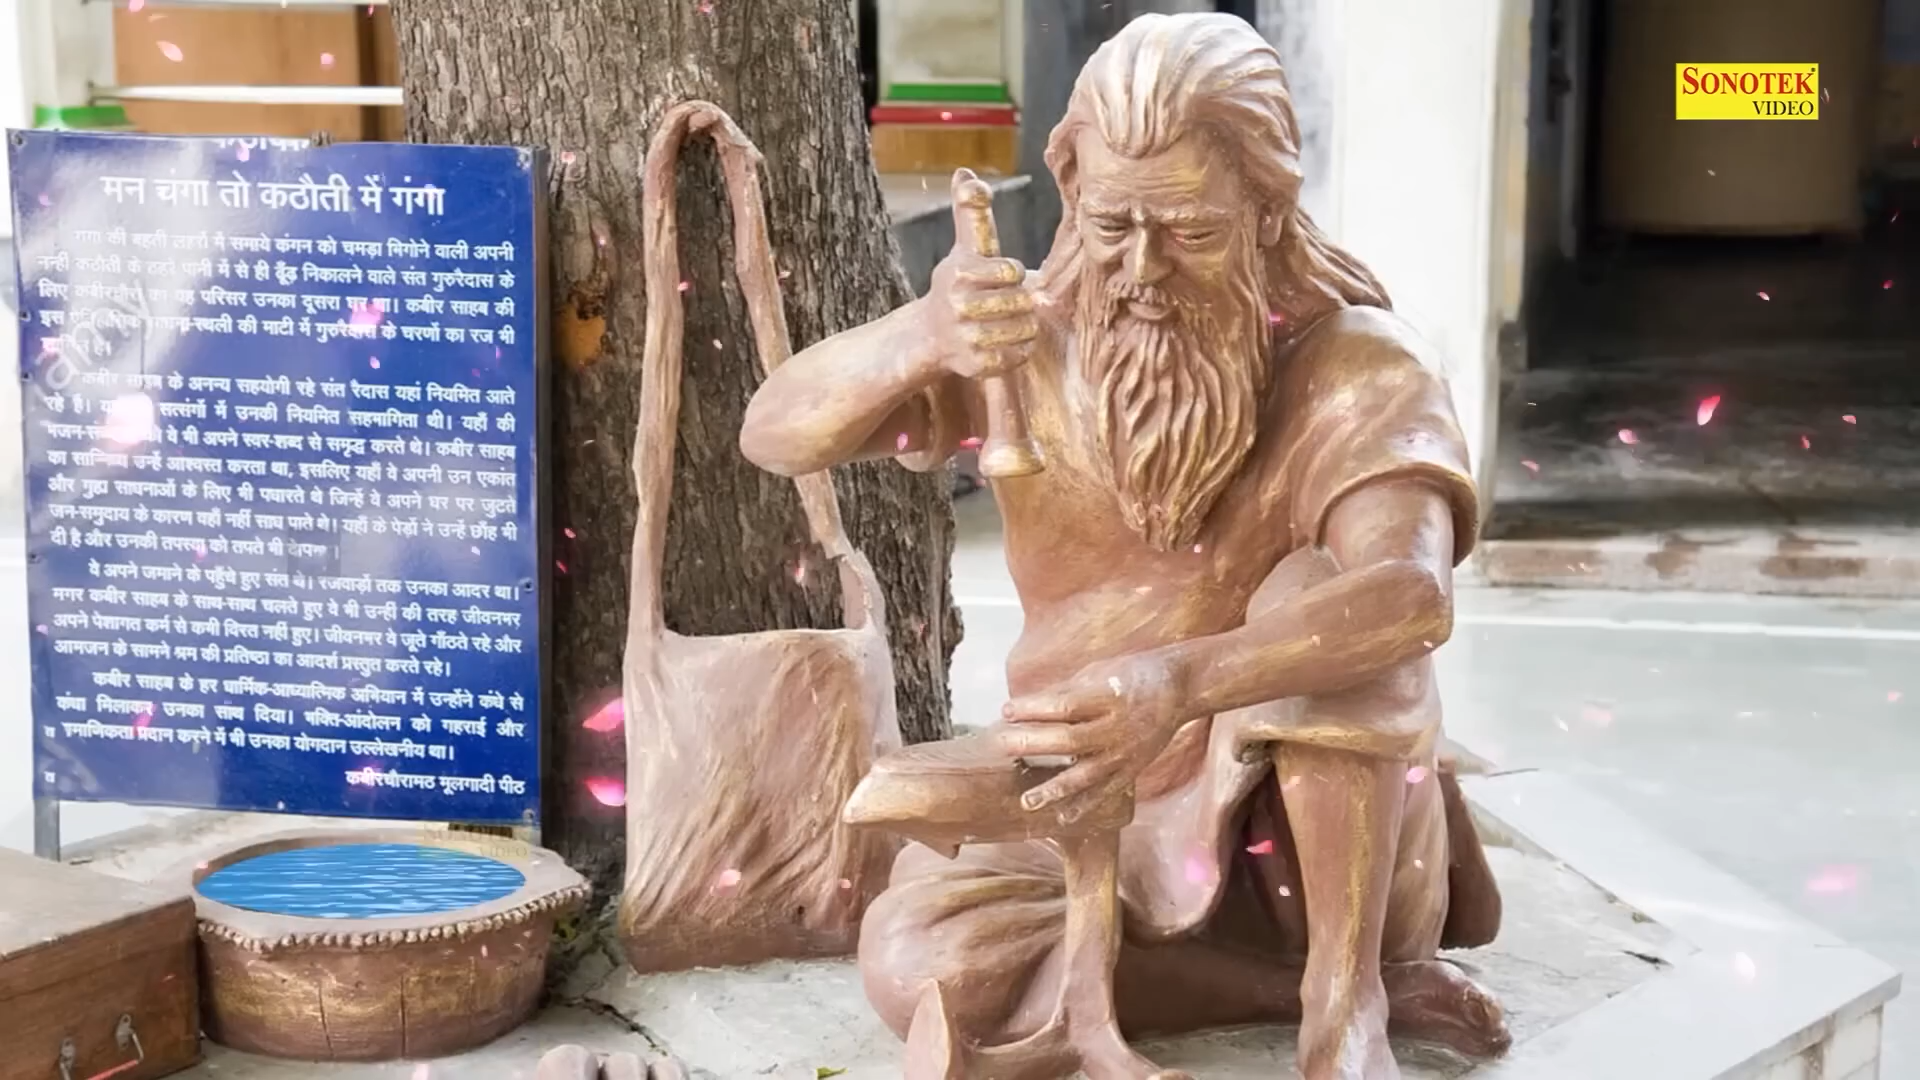 मन चंगा तो कठौती में गंगा
गंगा की बहती लहरों में समाये कंगन को चमड़ा भिगोने वाली अपनी
नन्हीं कठौती के ठहरे पानी में से ही ढूँढ़ निकालने वाले संत गुरुरैदास के
लिए कबीरचौरा का यह परिसर उनका दूसरा घर था। कबीर साहब की
इस स्थली की माटी में गुरुरैदास के चरणों का रज भी
है।
कबीर साहब के अनन्य सहयोगी रहे संत रैदास यहां नियमित आते
रहे हैं। सत्संगों में उनकी नियमित सहभागिता थी। यहाँ की
वे भी अपने स्वर-शब्द से समृद्ध करते थे। कबीर साहब
का सान्निध्य उन्हें आश्वस्त करता था, इसलिए यहाँ वे अपनी उन एकांत
और गुह्य साधनाओं के लिए भी पधारते थे जिन्हें वे अपने घर पर जुटते
जन-समुदाय के कारण वहाँ नहीं साध पाते थे। यहाँ के पेड़ों ने उन्हें छाँह भी
दी है और उनकी तपस्या को तपते भी देखा ।
वे अपने जमाने के पहुँचे हुए संत थे। रजवाड़ों तक उनका आदर था।
मगर कबीर साहब के साथ-साथ चलते हुए वे भी उन्हीं की तरह जीवनभर
अपने पेशागत कर्म से कभी विरत नहीं हुए। जीवनभर वे जूते गाँठते रहे और
आमजन के सामने श्रम की प्रतिष्ठा का आदर्श प्रस्तुत करते रहे।
कबीर साहब के हर धार्मिक-आध्यात्मिक अभियान में उन्होंने कंधे से
कंधा मिलाकर उनका साथ दिया। भक्ति-आंदोलन को गहराई और
प्रमाणिकता प्रदान करने में भी उनका योगदान उल्लेखनीय था।
कबीरचौरामठ मूलगादी पीठ
SONOTEK
VIDEO